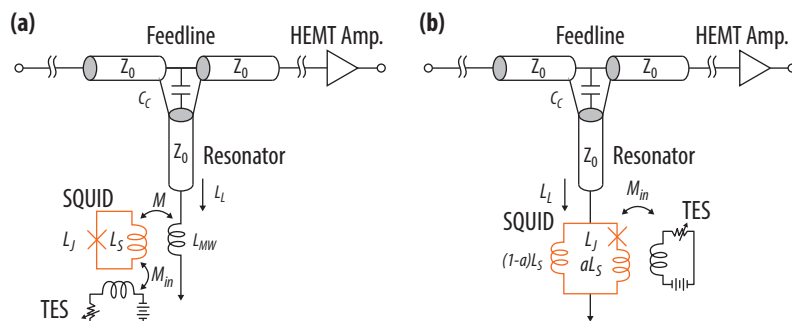 (a)
Feedline
HEMT Amp.
Z0
Z0
CC
Z0
Resonator
LL
SQUID
M
LJ
LS
LMW
Min
TES
(b)
Feedline
HEMT Amp.
Z0
Z0
CC
Z0
Resonator
LL
Min
SQUID
TES
LJ
(1-a)LS
aLS